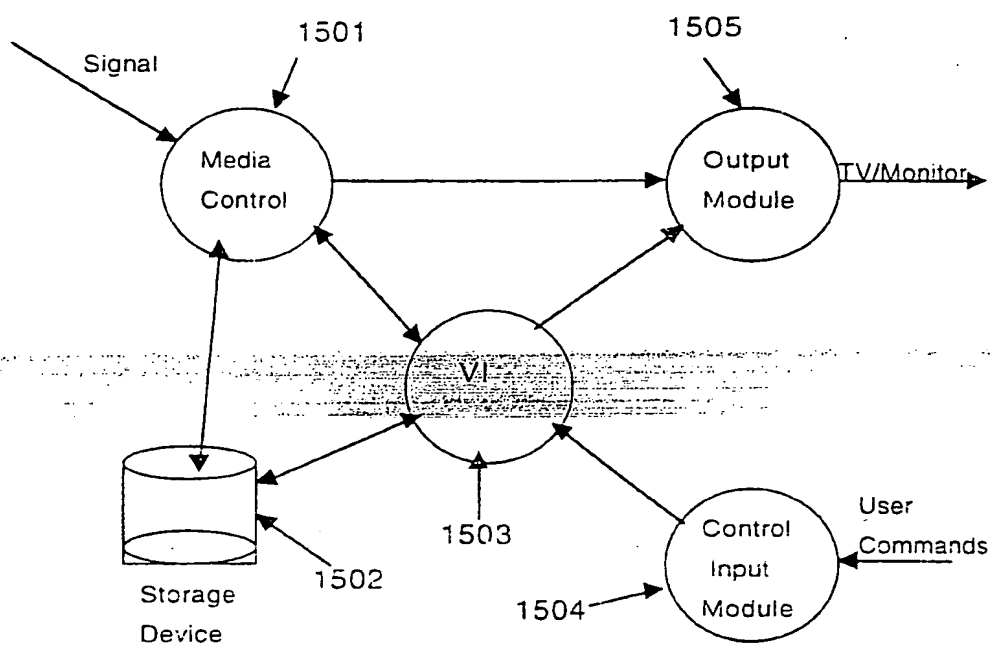 1501
1505
Signal
Media
Control
Output
Module
TV/Monitor
VI
1503
1502
Storage
Device
1504
Control
Input
Module
User
Commands